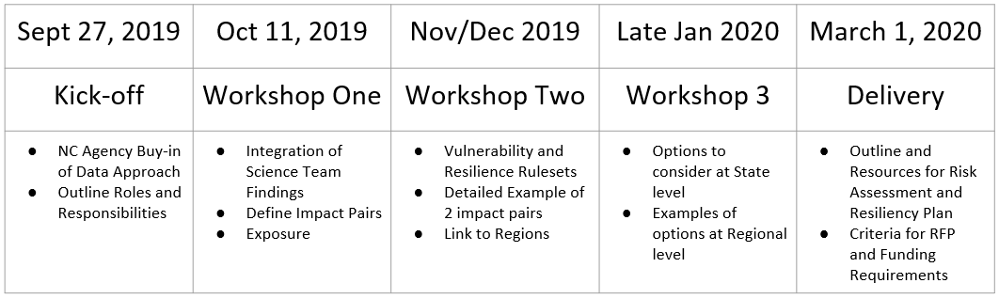 Sept 27, 2019
Oct 11, 2019
Nov/Dec 2019
Late Jan 2020
March 1, 2020
Kick-off
Workshop One
Workshop Two
Workshop 3
Delivery
● NC Agency Buy-in
of Data Approach
● Outline Roles and
Responsibilities
● Integration of
Science Team
Findings
● Define Impact Pairs
● Exposure
● Vulnerability and
Resilience Rulesets
● Detailed Example of
2 impact pairs
● Link to Regions
● Options to
consider at State
level
● Examples of
options at Regional
level
● Outline and
Resources for Risk
Assessment and
Resiliency Plan
● Criteria for RFP
and Funding
Requirements